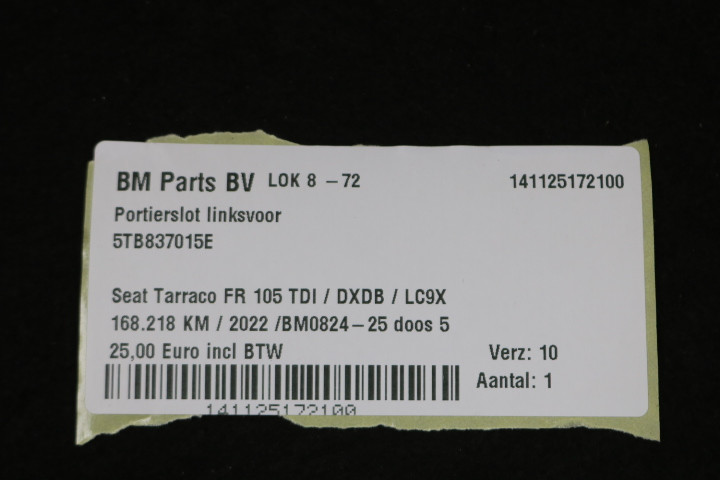 BM Parts BV LOK 8 - 72 141125172100
Portierslot linksvoor
5TB837015E
Seat Tarraco FR 105 TDI / DXDB / LC9X
168.218 KM / 2022 /BM0824-25 doos 5
25,00 Euro incl BTW Verz: 10
Aantal: 1
141125172100